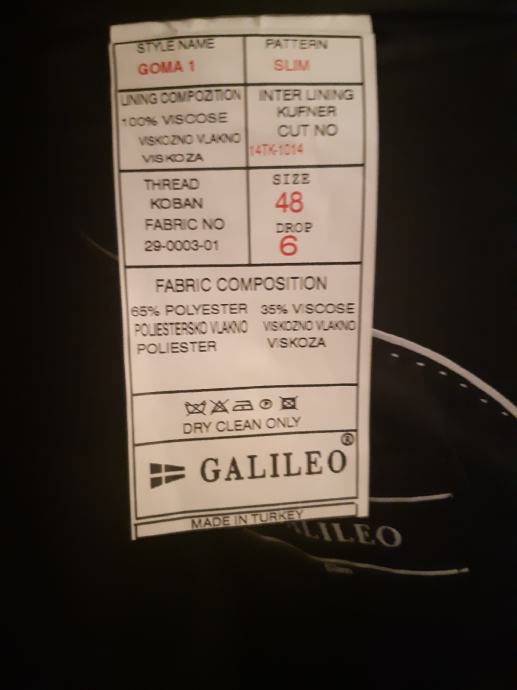 STYLE NAME
GOMA 1
PATTERN
SLIM
LINING COMPOZITION
100% VISCOSE
VISKOZNO VLAKNO
VISKOZA
INTER LINING
KUFNER
CUT NO
14TK-1014
THREAD
KOBAN
FABRIC NO
29-0003-01
SIZE
48
DROP
6
FABRIC COMPOSITION
65% POLYESTER 35% VISCOSE
POLIESTERSKO VLAKNO VISKOZNO VLAKNO
POLIESTER VISKOZA
DRY CLEAN ONLY
GALILEO®
MADE IN TURKEY
LILEO